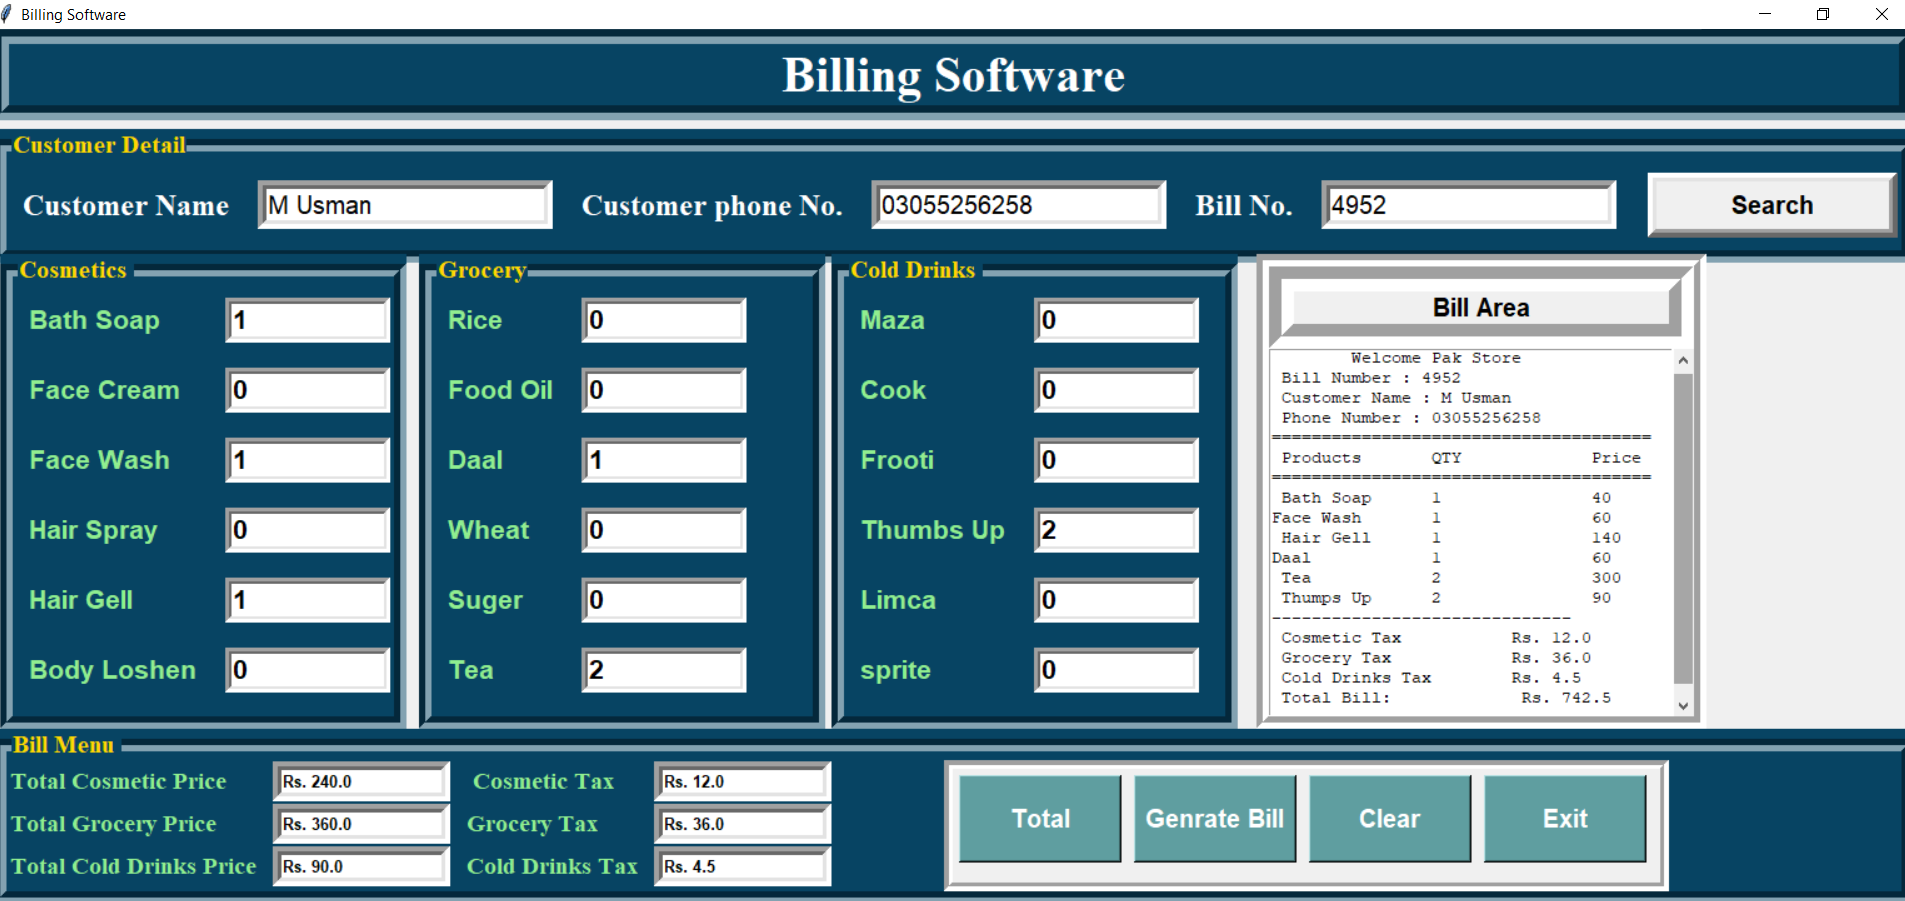 Billing Software
Billing Software
Customer Detail
Customer Name M Usman Customer phone No. 03055256258 Bill No. 4952 Search
Cosmetics
Bath Soap 1
Face Cream 0
Face Wash 1
Hair Spray 0
Hair Gell 1
Body Loshen 0
Grocery
Rice 0
Food Oil 0
Daal 1
Wheat 0
Suger 0
Tea 2
Cold Drinks
Maza 0
Cook 0
Frooti 0
Thumbs Up 2
Limca 0
sprite 0
Bill Area
Welcome Pak Store
Bill Number : 4952
Customer Name : M Usman
Phone Number : 03055256258
======================================
Products QTY Price
======================================
Bath Soap 1 40
Face Wash 1 60
Hair Gell 1 140
Daal 1 60
Tea 2 300
Thumps Up 2 90
------------------------------
Cosmetic Tax Rs. 12.0
Grocery Tax Rs. 36.0
Cold Drinks Tax Rs. 4.5
Total Bill: Rs. 742.5
Bill Menu
Total Cosmetic Price Rs. 240.0 Cosmetic Tax Rs. 12.0
Total Grocery Price Rs. 360.0 Grocery Tax Rs. 36.0
Total Cold Drinks Price Rs. 90.0 Cold Drinks Tax Rs. 4.5
Total Genrate Bill Clear Exit